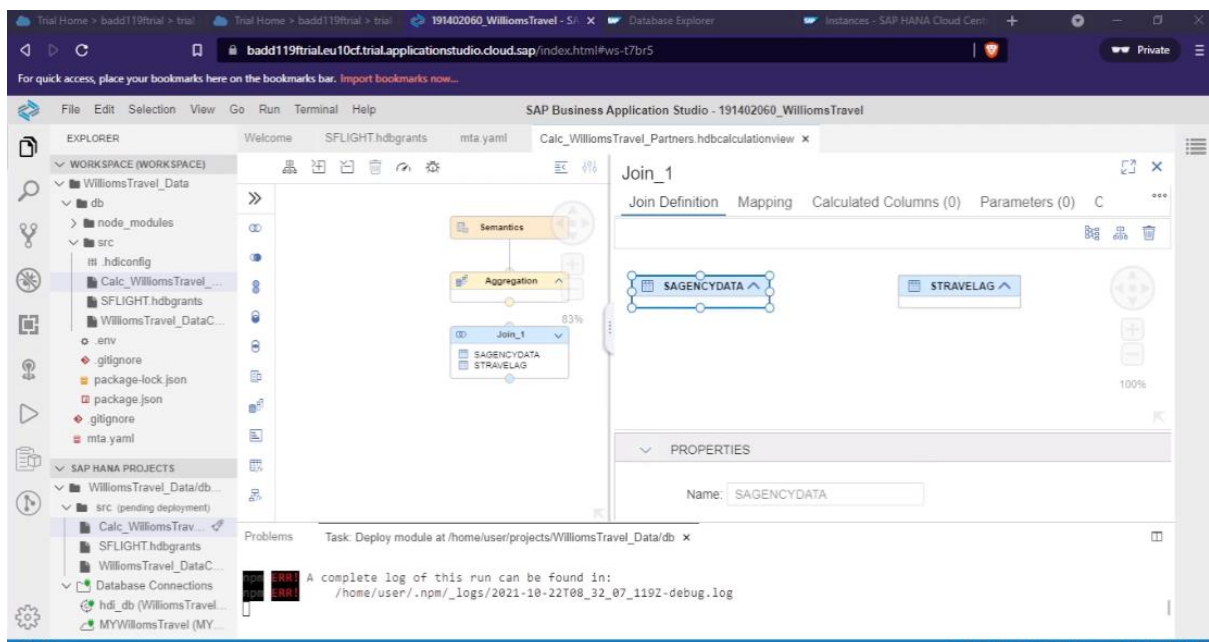 Trial Home > badd119ftrial > trial
Trial Home > badd119ftrial > trial
191402060_WilliomsTravel - SA
Database Explorer
Instances - SAP HANA Cloud Cent
badd119ftrial.eu10cf.trial.applicationstudio.cloud.sap/index.html#ws-t7br5
Private
For quick access, place your bookmarks here on the bookmarks bar. Import bookmarks now...
File Edit Selection View Go Run Terminal Help
SAP Business Application Studio - 191402060_WilliomsTravel
EXPLORER
WORKSPACE (WORKSPACE)
WilliomsTravel_Data
db
node_modules
src
.hdiconfig
Calc_WilliomsTravel_...
SFLIGHT.hdbgrants
WilliomsTravel_DataC...
.env
.gitignore
package-lock.json
package.json
.gitignore
mta.yaml
SAP HANA PROJECTS
WilliomsTravel_Data/db...
src (pending deployment)
Calc_WilliomsTrav...
SFLIGHT.hdbgrants
WilliomsTravel_DataC...
Database Connections
hdi_db (WilliomsTravel...
MYWillomsTravel (MY...
Welcome
SFLIGHT.hdbgrants
mta.yaml
Calc_WilliomsTravel_Partners.hdbcalculationview
Semantics
Aggregation
83%
Join_1
SAGENCYDATA
STRAVELAG
Join_1
Join Definition Mapping Calculated Columns (0) Parameters (0) C
SAGENCYDATA
STRAVELAG
100%
PROPERTIES
Name: SAGENCYDATA
Problems
Task: Deploy module at /home/user/projects/WilliomsTravel_Data/db
npm ERR! A complete log of this run can be found in:
npm ERR! /home/user/.npm/_logs/2021-10-22T08_32_07_119Z-debug.log